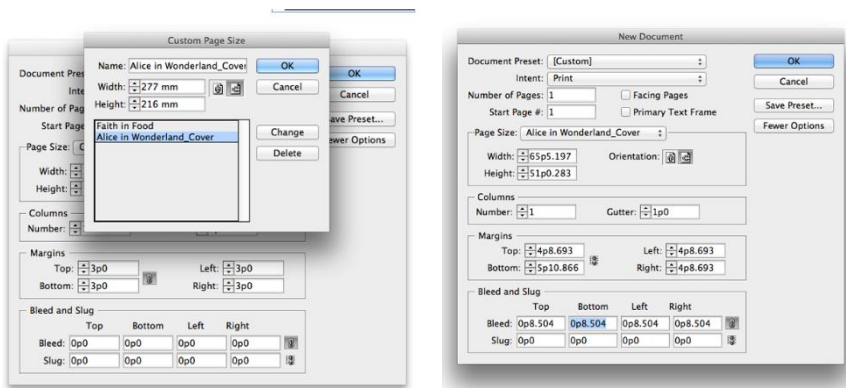 Custom Page Size
Name: Alice in Wonderland_Cover
OK
Width: 277 mm
Cancel
Height: 216 mm
Change
Delete
Faith in Food
Alice in Wonderland_Cover
Document Pres
Inte
Number of Pag
Start Page
OK
Cancel
ave Preset...
ewer Options
Page Size: C
Width:
Height:
Columns
Number:
Margins
Top: 3p0 Left: 3p0
Bottom: 3p0 Right: 3p0
Bleed and Slug
Top Bottom Left Right
Bleed: 0p0 0p0 0p0 0p0
Slug: 0p0 0p0 0p0 0p0
New Document
Document Preset: [Custom]
OK
Intent: Print
Cancel
Number of Pages: 1 Facing Pages
Save Preset...
Start Page #: 1 Primary Text Frame
Fewer Options
Page Size: Alice in Wonderland_Cover
Width: 65p5.197 Orientation:
Height: 51p0.283
Columns
Number: 1 Gutter: 1p0
Margins
Top: 4p8.693 Left: 4p8.693
Bottom: 5p10.866 Right: 4p8.693
Bleed and Slug
Top Bottom Left Right
Bleed: 0p8.504 0p8.504 0p8.504 0p8.504
Slug: 0p0 0p0 0p0 0p0